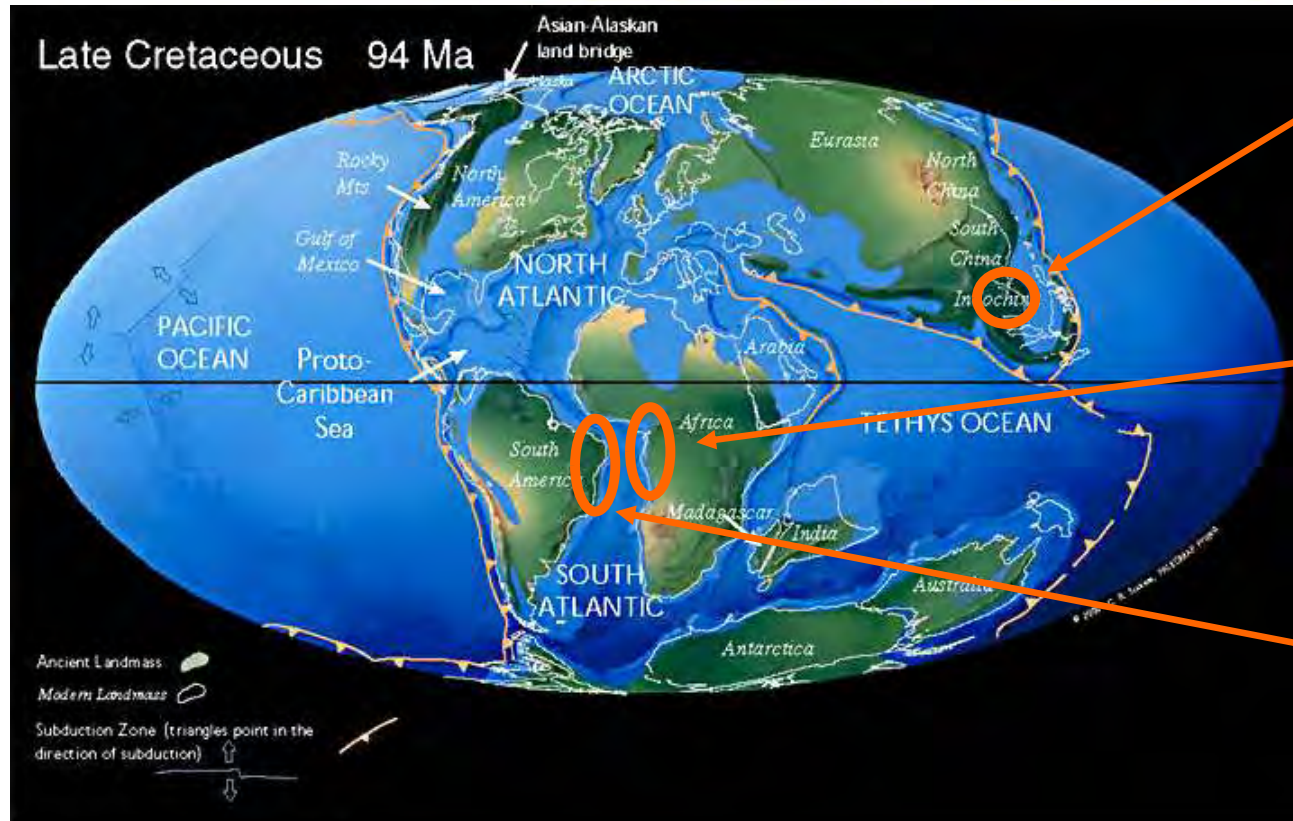 Late Cretaceous 94 Ma
Asian-Alaskan
land bridge
Alaska
ARCTIC
OCEAN
Eurasia
Rocky
Mts
North
America
North
China
South
China
Gulf of
Mexico
NORTH
ATLANTIC
PACIFIC
OCEAN
Arabia
Proto-
Caribbean
Sea
Africa
TETHYS OCEAN
South
America
Madagascar
India
SOUTH
ATLANTIC
Australia
Antarctica
Ancient Landmass
Modern Landmass
Subduction Zone (triangles point in the
direction of subduction)